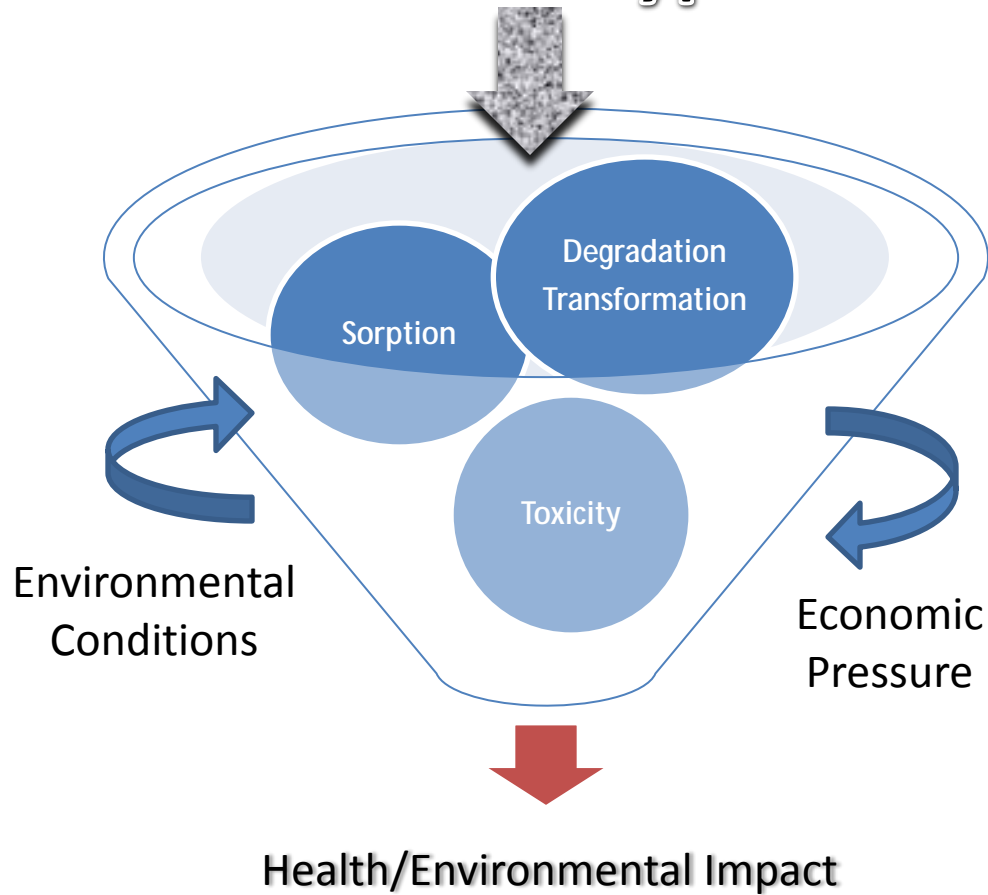 Degradation
Transformation
Sorption
Toxicity
Environmental
Conditions
Economic
Pressure
Health/Environmental Impact